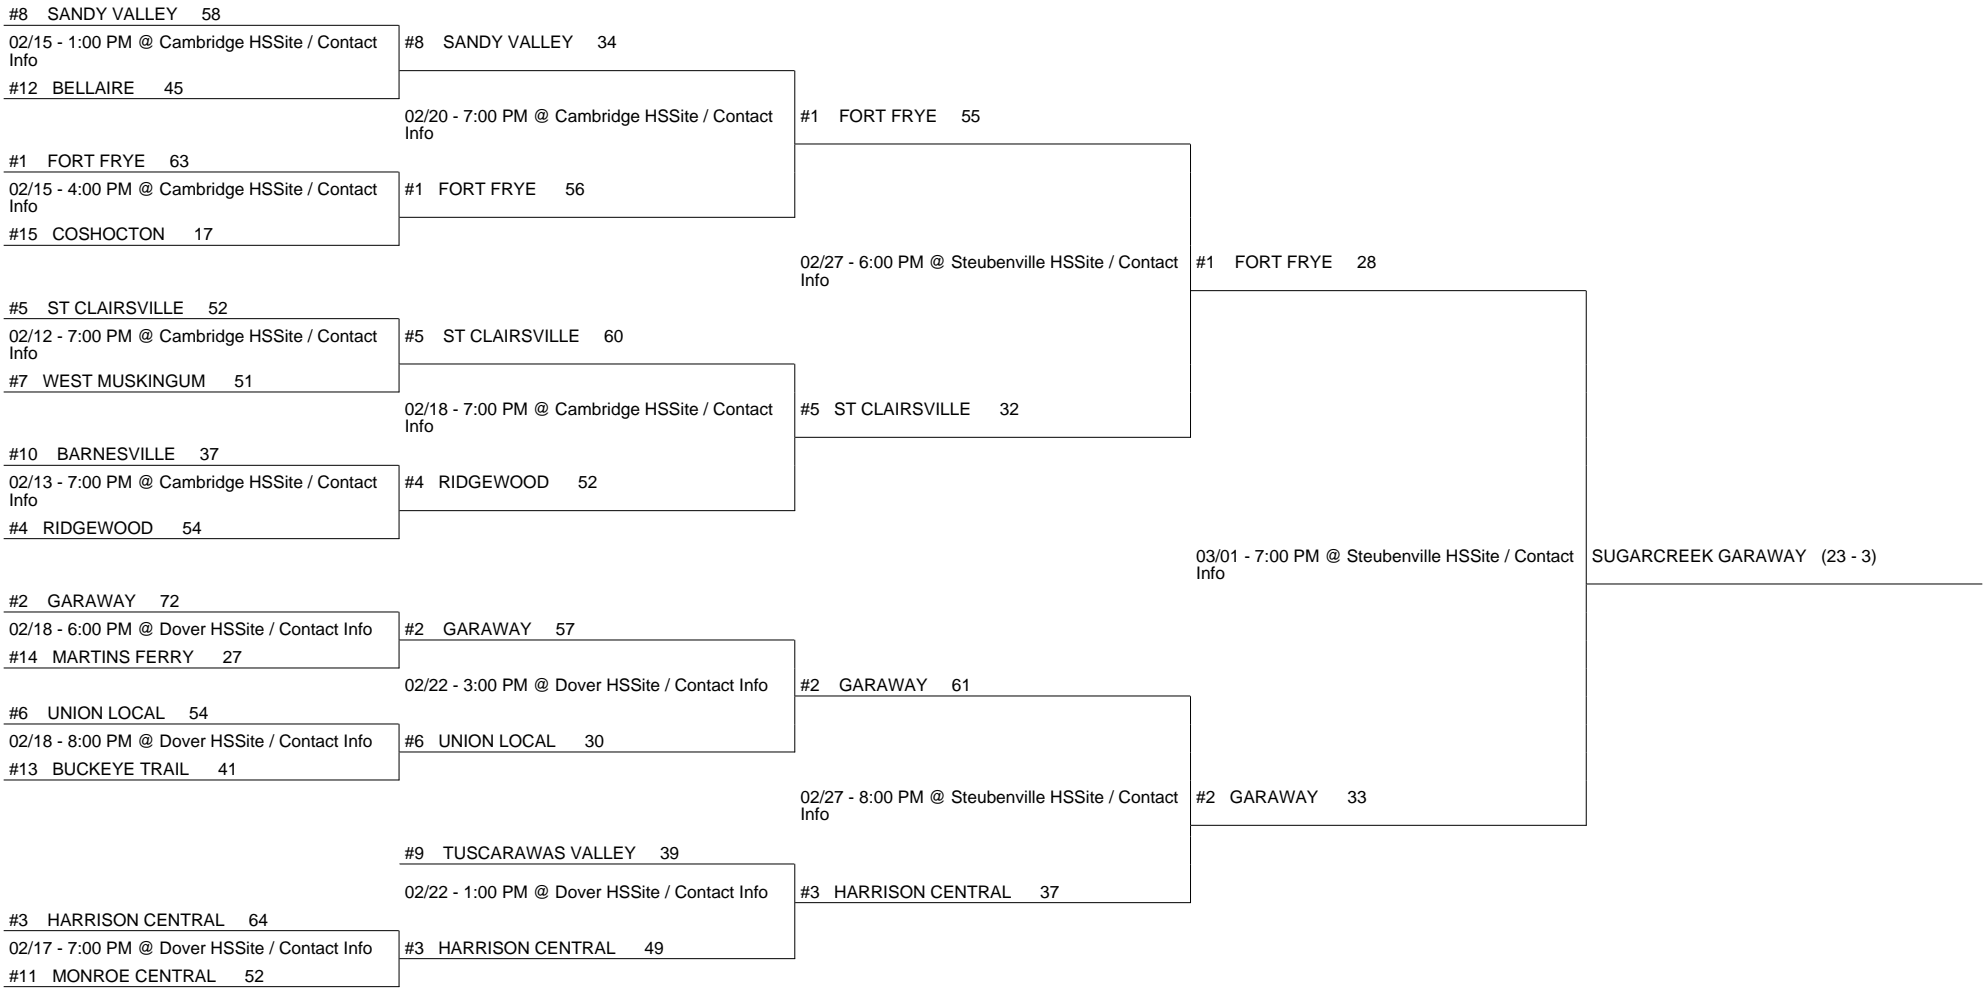 #8 SANDY VALLEY 58
02/15 - 1:00 PM @ Cambridge HSSite / Contact
Info
#12 BELLAIRE 45
#8 SANDY VALLEY 34
02/20 - 7:00 PM @ Cambridge HSSite / Contact
Info
#1 FORT FRYE 63
02/15 - 4:00 PM @ Cambridge HSSite / Contact
Info
#15 COSHOCTON 17
#1 FORT FRYE 56
#1 FORT FRYE 55
02/27 - 6:00 PM @ Steubenville HSSite / Contact
Info
#5 ST CLAIRSVILLE 52
02/12 - 7:00 PM @ Cambridge HSSite / Contact
Info
#7 WEST MUSKINGUM 51
#5 ST CLAIRSVILLE 60
02/18 - 7:00 PM @ Cambridge HSSite / Contact
Info
#10 BARNESVILLE 37
02/13 - 7:00 PM @ Cambridge HSSite / Contact
Info
#4 RIDGEWOOD 54
#4 RIDGEWOOD 52
#5 ST CLAIRSVILLE 32
#1 FORT FRYE 28
03/01 - 7:00 PM @ Steubenville HSSite / Contact
Info
SUGARCREEK GARAWAY (23 - 3)
#2 GARAWAY 72
02/18 - 6:00 PM @ Dover HSSite / Contact Info
#14 MARTINS FERRY 27
#2 GARAWAY 57
02/22 - 3:00 PM @ Dover HSSite / Contact Info
#6 UNION LOCAL 54
02/18 - 8:00 PM @ Dover HSSite / Contact Info
#13 BUCKEYE TRAIL 41
#6 UNION LOCAL 30
#2 GARAWAY 61
02/27 - 8:00 PM @ Steubenville HSSite / Contact
Info
#2 GARAWAY 33
#9 TUSCARAWAS VALLEY 39
02/22 - 1:00 PM @ Dover HSSite / Contact Info
#3 HARRISON CENTRAL 37
#3 HARRISON CENTRAL 64
02/17 - 7:00 PM @ Dover HSSite / Contact Info
#11 MONROE CENTRAL 52
#3 HARRISON CENTRAL 49